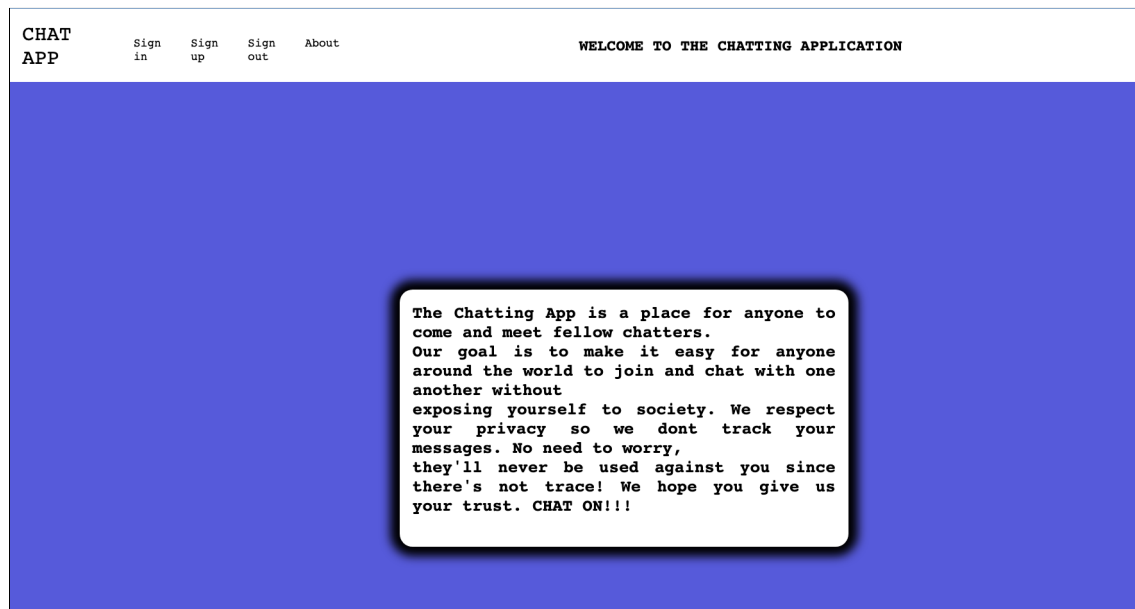 CHAT
APP
Sign
in
Sign
up
Sign
out
About
WELCOME TO THE CHATTING APPLICATION
The Chatting App is a place for anyone to
come and meet fellow chatters.
Our goal is to make it easy for anyone
around the world to join and chat with one
another without
exposing yourself to society. We respect
your privacy so we dont track your
messages. No need to worry,
they'll never be used against you since
there's not trace! We hope you give us
your trust. CHAT ON!!!